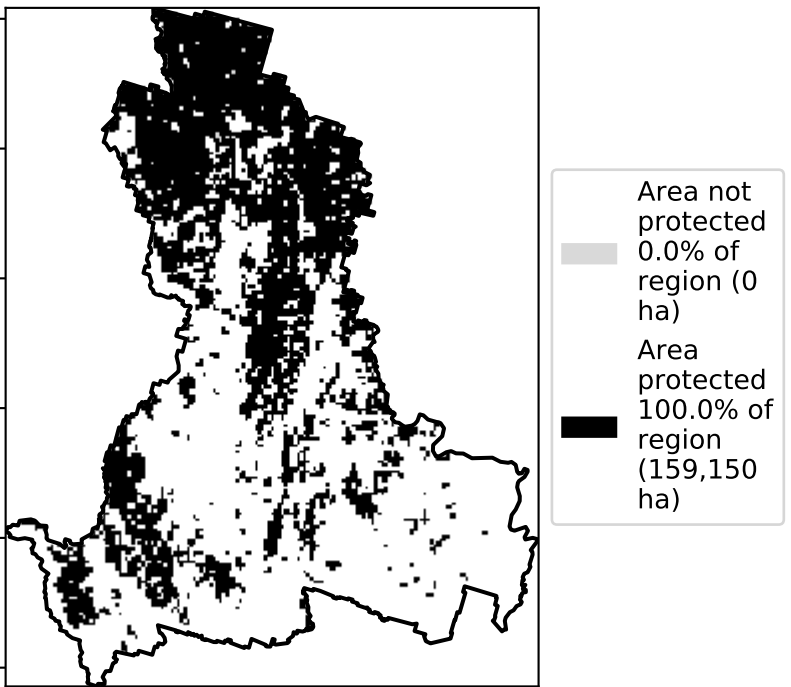 Area not
protected
0.0% of
region (0
ha)
Area
protected
100.0% of
region
(159,150
ha)